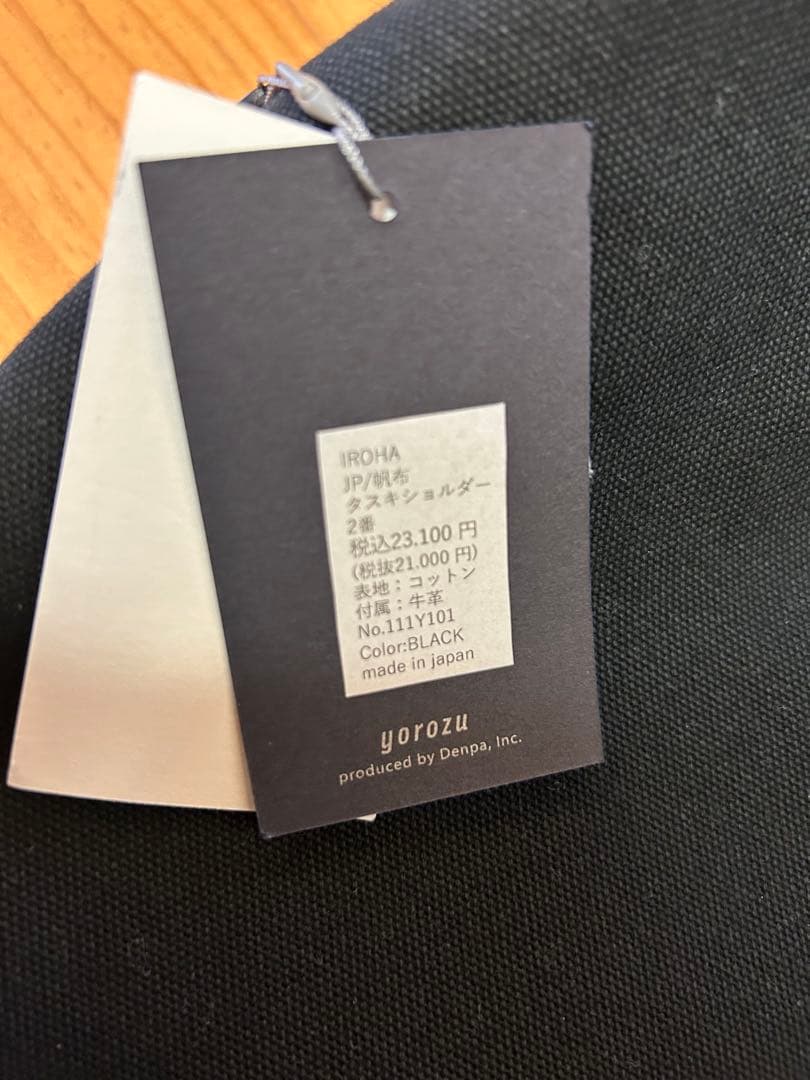 IROHA
JP/帆布
タスキショルダー
2番
税込23.100 円
(税抜21.000 円)
表地：コットン
付属：牛革
No.111Y101
Color:BLACK
made in japan
yorozu
produced by Denpa, Inc.